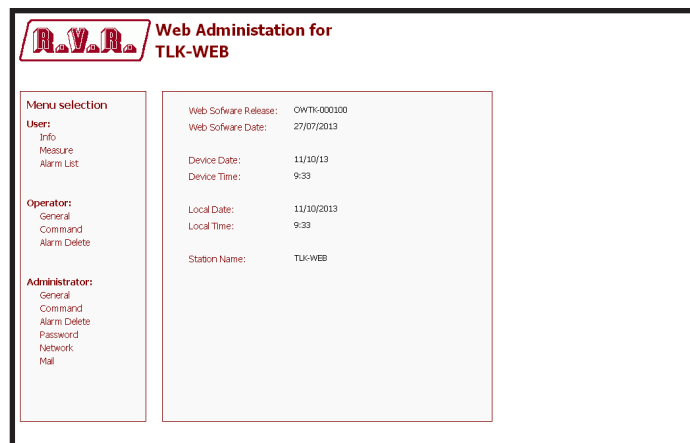 R.V.R.
Web Administation for
TLK-WEB
Menu selection
User:
Info
Measure
Alarm List
Operator:
General
Command
Alarm Delete
Administrator:
General
Command
Alarm Delete
Password
Network
Mail
Web Sofware Release: OWTK-000100
Web Sofware Date: 27/07/2013
Device Date: 11/10/13
Device Time: 9:33
Local Date: 11/10/2013
Local Time: 9:33
Station Name: TLK-WEB